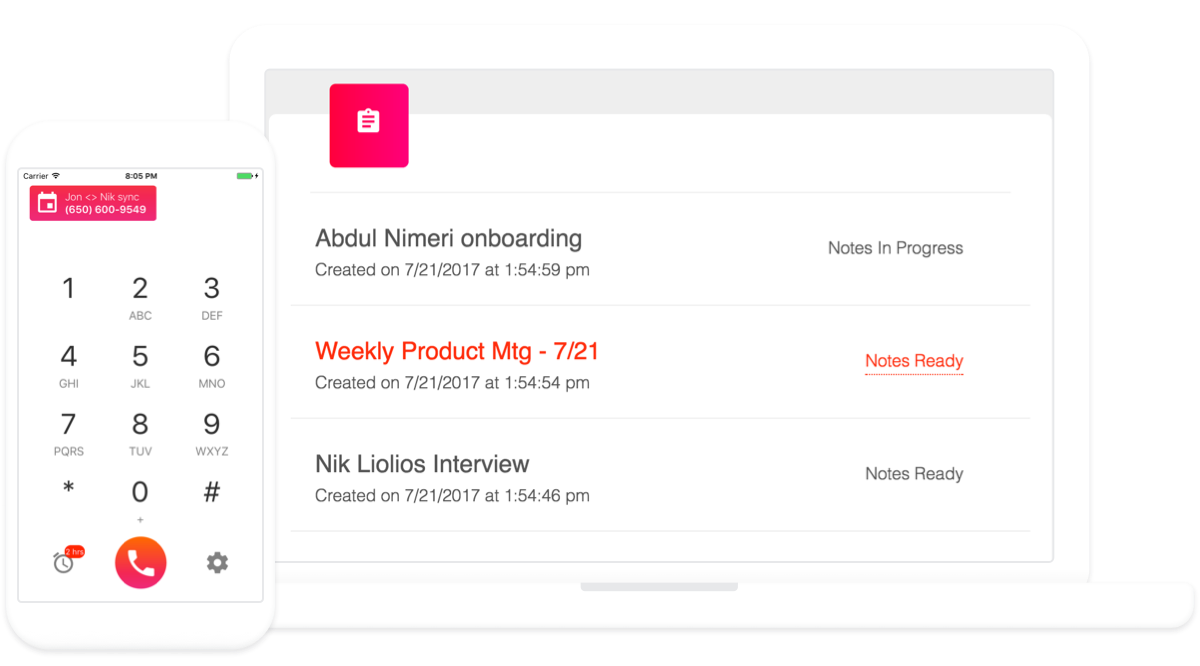 Carrier 8:05 PM
Jon <> Nik sync
(650) 600-9549
1 2 3
ABC DEF
4 5 6
GHI JKL MNO
7 8 9
PQRS TUV WXYZ
* 0 #
+
2 hrs
Abdul Nimeri onboarding
Notes In Progress
Created on 7/21/2017 at 1:54:59 pm
Weekly Product Mtg - 7/21
Notes Ready
Created on 7/21/2017 at 1:54:54 pm
Nik Liolios Interview
Notes Ready
Created on 7/21/2017 at 1:54:46 pm